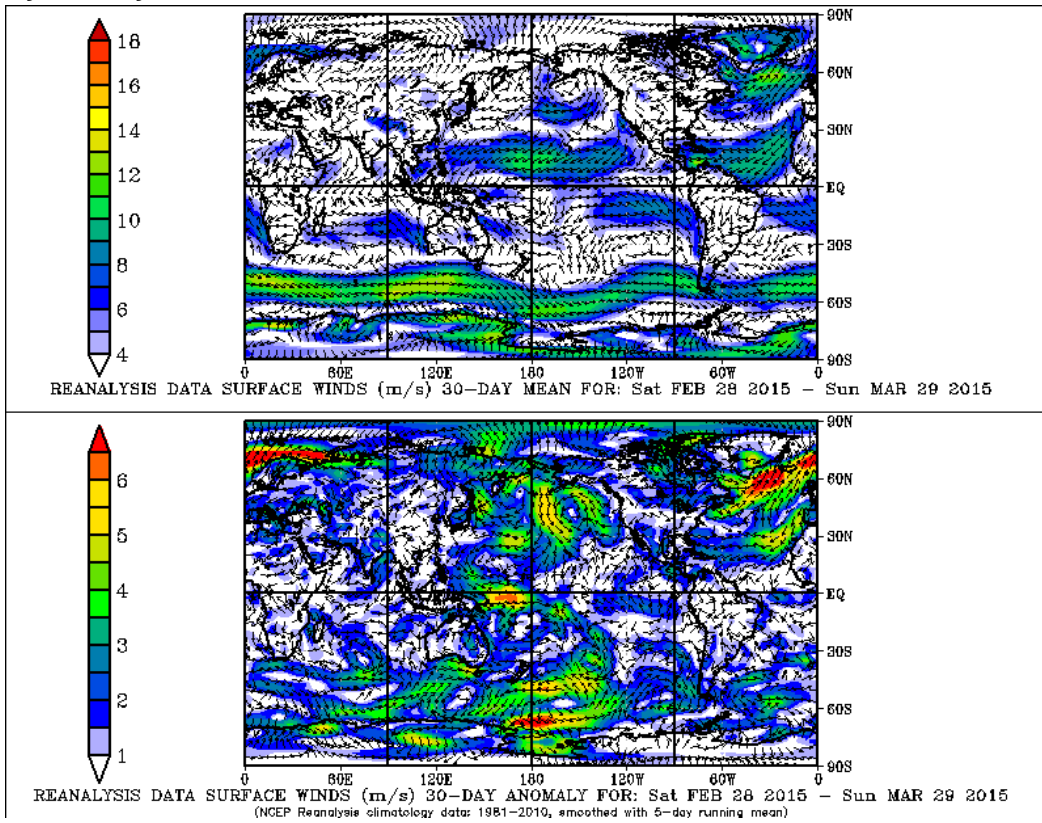 18
16
14
12
10
8
6
4
90N
60N
30N
EQ
30S
60S
90S
0
60E
120E
180
120W
60W
0
REANALYSIS DATA SURFACE WINDS (m/s) 30-DAY MEAN FOR: Sat FEB 28 2015 - Sun MAR 29 2015
6
5
4
3
2
1
90N
60N
30N
EQ
30S
60S
90S
0
60E
120E
180
120W
60W
0
REANALYSIS DATA SURFACE WINDS (m/s) 30-DAY ANOMALY FOR: Sat FEB 28 2015 - Sun MAR 29 2015
(NCEP Reanalysis climatology data: 1981-2010, smoothed with 5-day running mean)